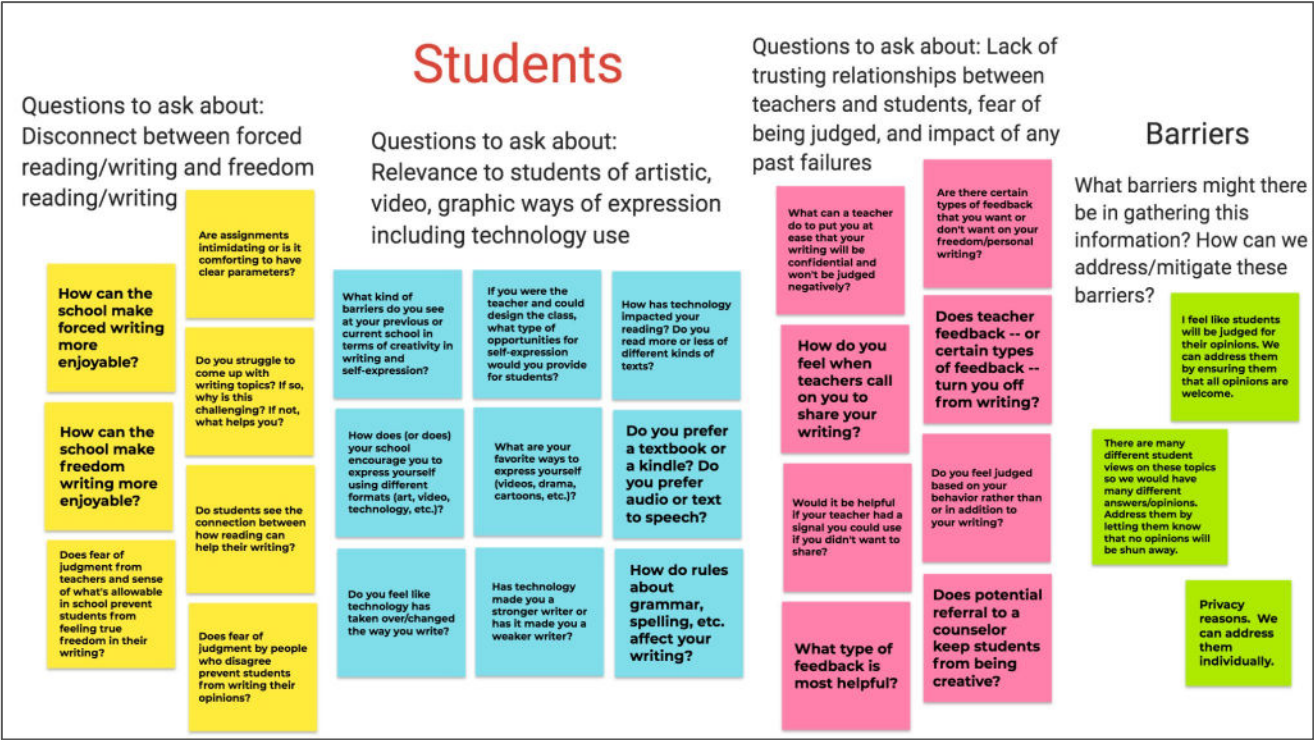 Students
Questions to ask about:
Disconnect between forced
reading/writing and freedom
reading/writing
How can the
school make
forced writing
more
enjoyable?
How can the
school make
freedom
writing more
enjoyable?
Does fear of
judgment from
teachers and sense
of what's allowable
in school prevent
students from
feeling true
freedom in their
writing?
Are assignments
intimidating or is it
comforting to have
clear parameters?
Do you struggle to
come up with
writing topics? If so,
why is this
challenging? If not,
what helps you?
Do students see the
connection between
how reading can
help their writing?
Does fear of
judgment by people
who disagree
prevent students
from writing their
opinions?
Questions to ask about:
Relevance to students of artistic,
video, graphic ways of expression
including technology use
What kind of
barriers do you see
at your previous or
current school in
terms of creativity in
writing and
self-expression?
If you were the
teacher and could
design the class,
what type of
opportunities for
self-expression
would you provide
for students?
How has technology
impacted your
reading? Do you
read more or less of
different kinds of
texts?
How does (or does)
your school
encourage you to
express yourself
using different
formats (art, video,
technology, etc.)?
What are your
favorite ways to
express yourself
(videos, drama,
cartoons, etc.)?
Do you prefer
a textbook or
a kindle? Do
you prefer
audio or text
to speech?
Do you feel like
technology has
taken over/changed
the way you write?
Has technology
made you a
stronger writer or
has it made you a
weaker writer?
How do rules
about
grammar,
spelling, etc.
affect your
writing?
Questions to ask about: Lack of
trusting relationships between
teachers and students, fear of
being judged, and impact of any
past failures
What can a teacher
do to put you at
ease that your
writing will be
confidential and
won't be judged
negatively?
How do you
feel when
teachers call
on you to
share your
writing?
Would it be helpful
if your teacher had a
signal you could use
if you didn't want to
share?
What type of
feedback is
most helpful?
Are there certain
types of feedback
that you want or
don't want on your
freedom/personal
writing?
Does teacher
feedback -- or
certain types
of feedback --
turn you off
from writing?
Do you feel judged
based on your
behavior rather than
or in addition to
your writing?
Does potential
referral to a
counselor
keep students
from being
creative?
Barriers
What barriers might there
be in gathering this
information? How can we
address/mitigate these
barriers?
I feel like students
will be judged for
their opinions. We
can address them
by ensuring them
that all opinions are
welcome.
There are many
different student
views on these topics
so we would have
many different
answers/opinions.
Address them by
letting them know
that no opinions will
be shun away.
Privacy
reasons. We
can address
them
individually.